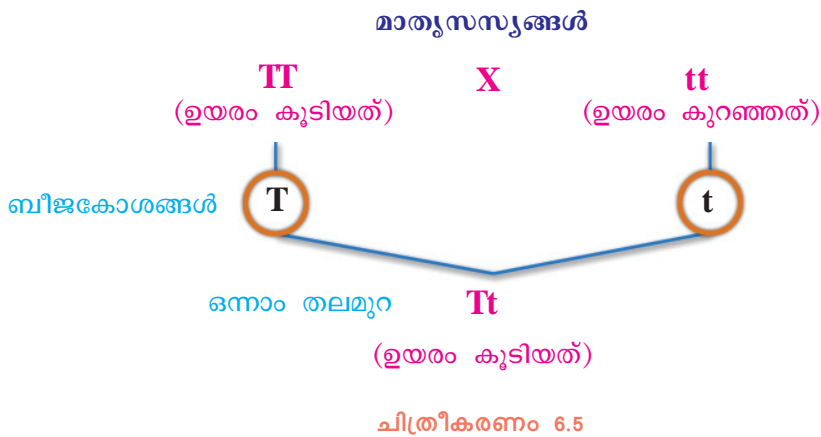 മാതൃസസ്യങ്ങൾ
TT X tt
(ഉയരം കൂടിയത്) (ഉയരം കുറഞ്ഞത്)
ബീജകോശങ്ങൾ T t
ഒന്നാം തലമുറ Tt
(ഉയരം കൂടിയത്)
ചിത്രീകരണം 6.5